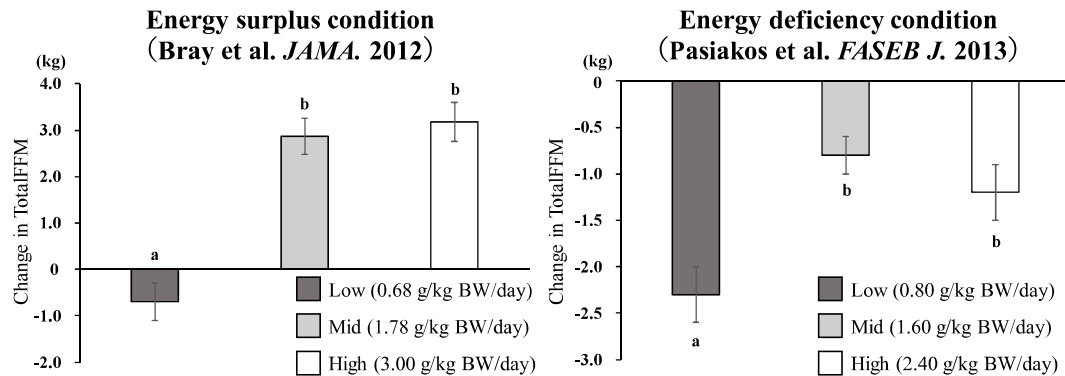 Energy surplus condition
(Bray et al. JAMA. 2012)
(kg)
Change in TotalFFM
4.0
3.0
2.0
1.0
0
-1.0
-2.0
a
b
b
Low (0.68 g/kg BW/day)
Mid (1.78 g/kg BW/day)
High (3.00 g/kg BW/day)
Energy deficiency condition
(Pasiakos et al. FASEB J. 2013)
(kg)
Change in TotalFFM
0
-0.5
-1.0
-1.5
-2.0
-2.5
-3.0
a
b
b
Low (0.80 g/kg BW/day)
Mid (1.60 g/kg BW/day)
High (2.40 g/kg BW/day)